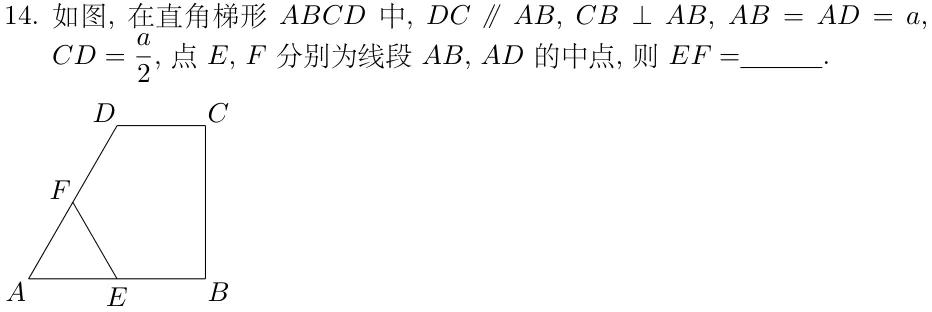 14. 如图, 在直角梯形 ABCD 中, DC ∥ AB, CB ⊥ AB, AB = AD = a,
CD = a/2, 点 E, F 分别为线段 AB, AD 的中点, 则 EF =______.
D C
F
A E B